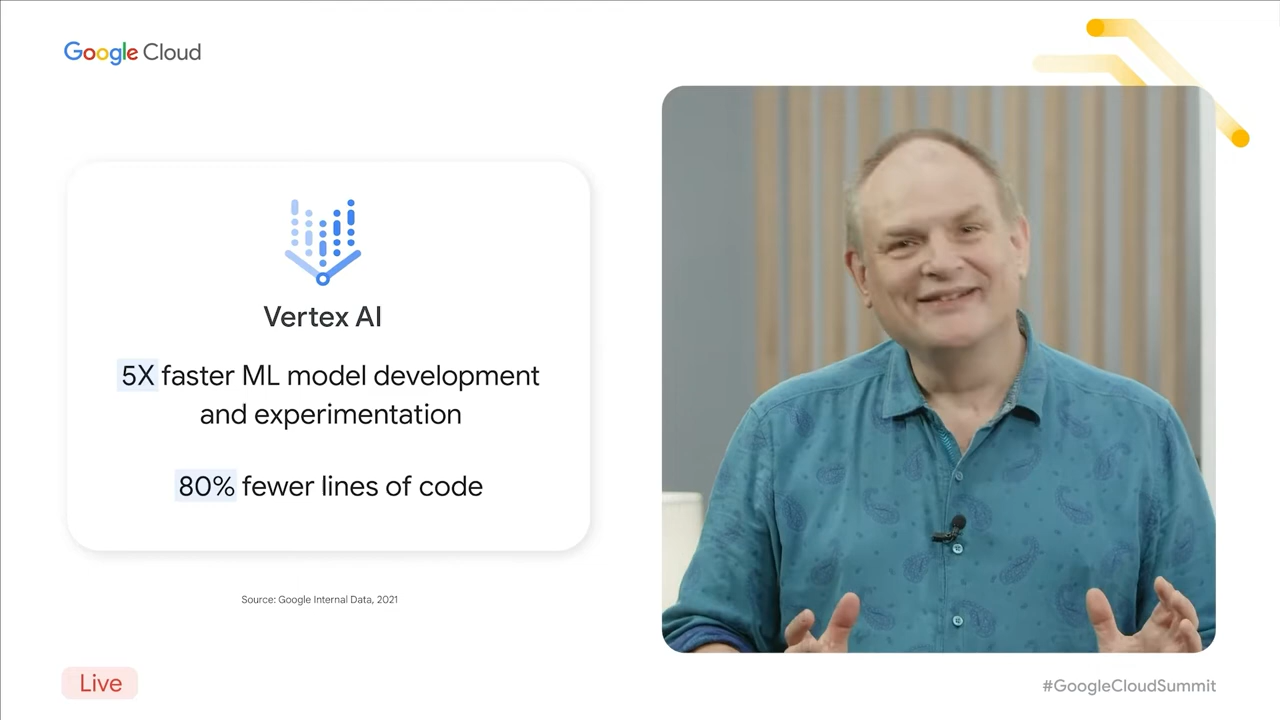 Google Cloud
Vertex AI
5X faster ML model development
and experimentation
80% fewer lines of code
Source: Google Internal Data, 2021
Live
#GoogleCloudSummit